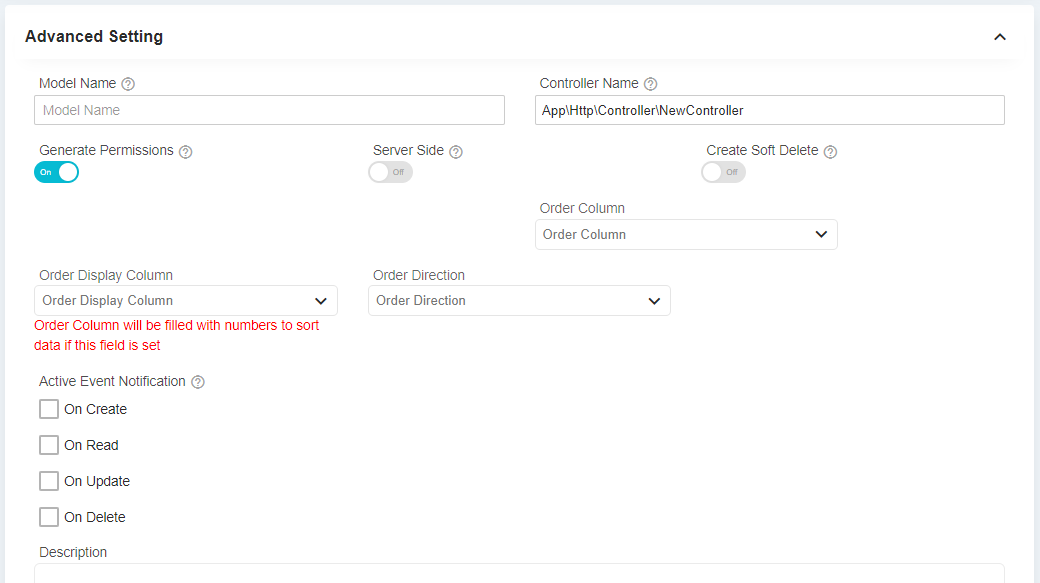 Advanced Setting
Model Name ?
Controller Name ?
Model Name
App\Http\Controller\NewController
Generate Permissions ?
Server Side ?
Create Soft Delete ?
On
Off
Off
Order Column
Order Column
Order Display Column
Order Direction
Order Display Column
Order Direction
Order Column will be filled with numbers to sort
data if this field is set
Active Event Notification ?
On Create
On Read
On Update
On Delete
Description